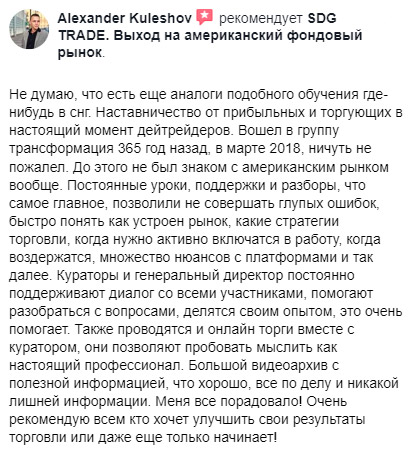 Alexander Kuleshov рекомендует SDG
TRADE. Выход на американский фондовый
рынок.
Не думаю, что есть еще аналоги подобного обучения где-
нибудь в снг. Наставничество от прибыльных и торгующих в
настоящий момент дейтрейдеров. Вошел в группу
трансформация 365 год назад, в марте 2018, ничуть не
пожалел. До этого не был знаком с американским рынком
вообще. Постоянные уроки, поддержки и разборы, что
самое главное, позволили не совершать глупых ошибок,
быстро понять как устроен рынок, какие стратегии
торговли, когда нужно активно включатся в работу, когда
воздержатся, множество нюансов с платформами и так
далее. Кураторы и генеральный директор постоянно
поддерживают диалог со всеми участниками, помогают
разобраться с вопросами, делятся своим опытом, это очень
помогает. Также проводятся и онлайн торги вместе с
куратором, они позволяют пробовать мыслить как
настоящий профессионал. Большой видеоархив с
полезной информацией, что хорошо, все по делу и никакой
лишней информации. Меня все порадовало! Очень
рекомендую всем кто хочет улучшить свои результаты
торговли или даже еще только начинает!